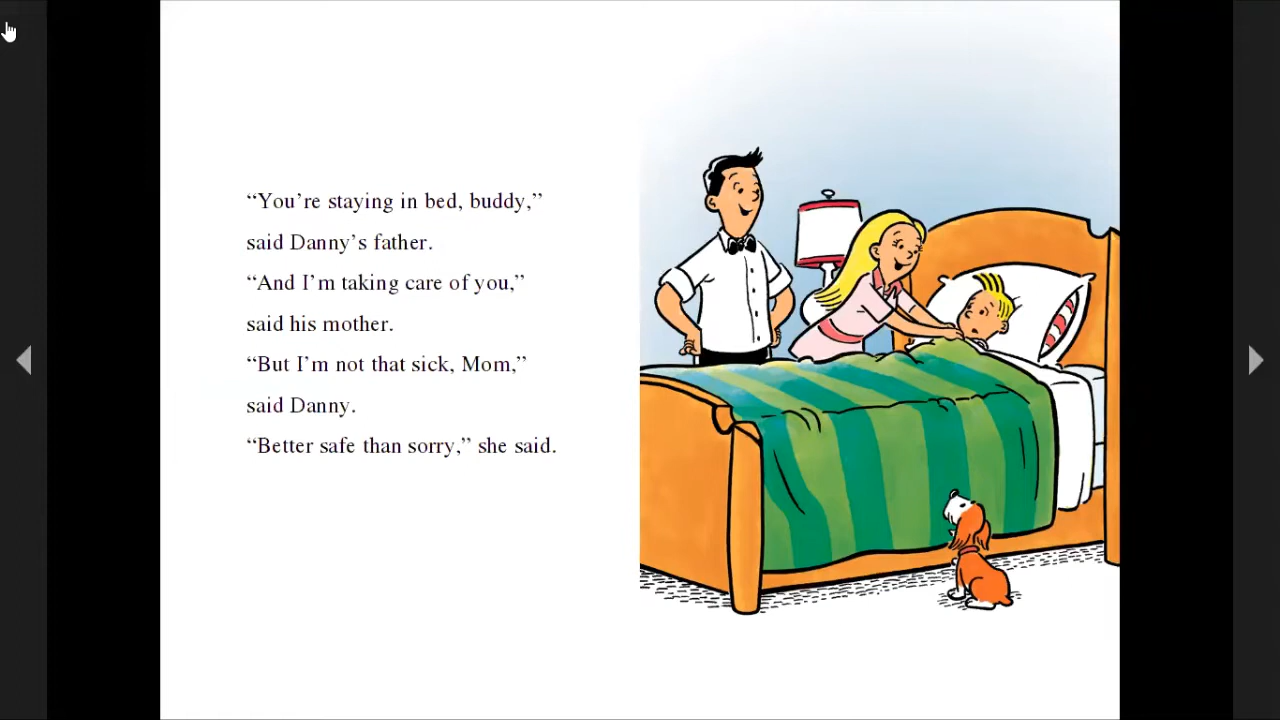 “You’re staying in bed, buddy,”
said Danny’s father.
“And I’m taking care of you,”
said his mother.
“But I’m not that sick, Mom,”
said Danny.
“Better safe than sorry,” she said.